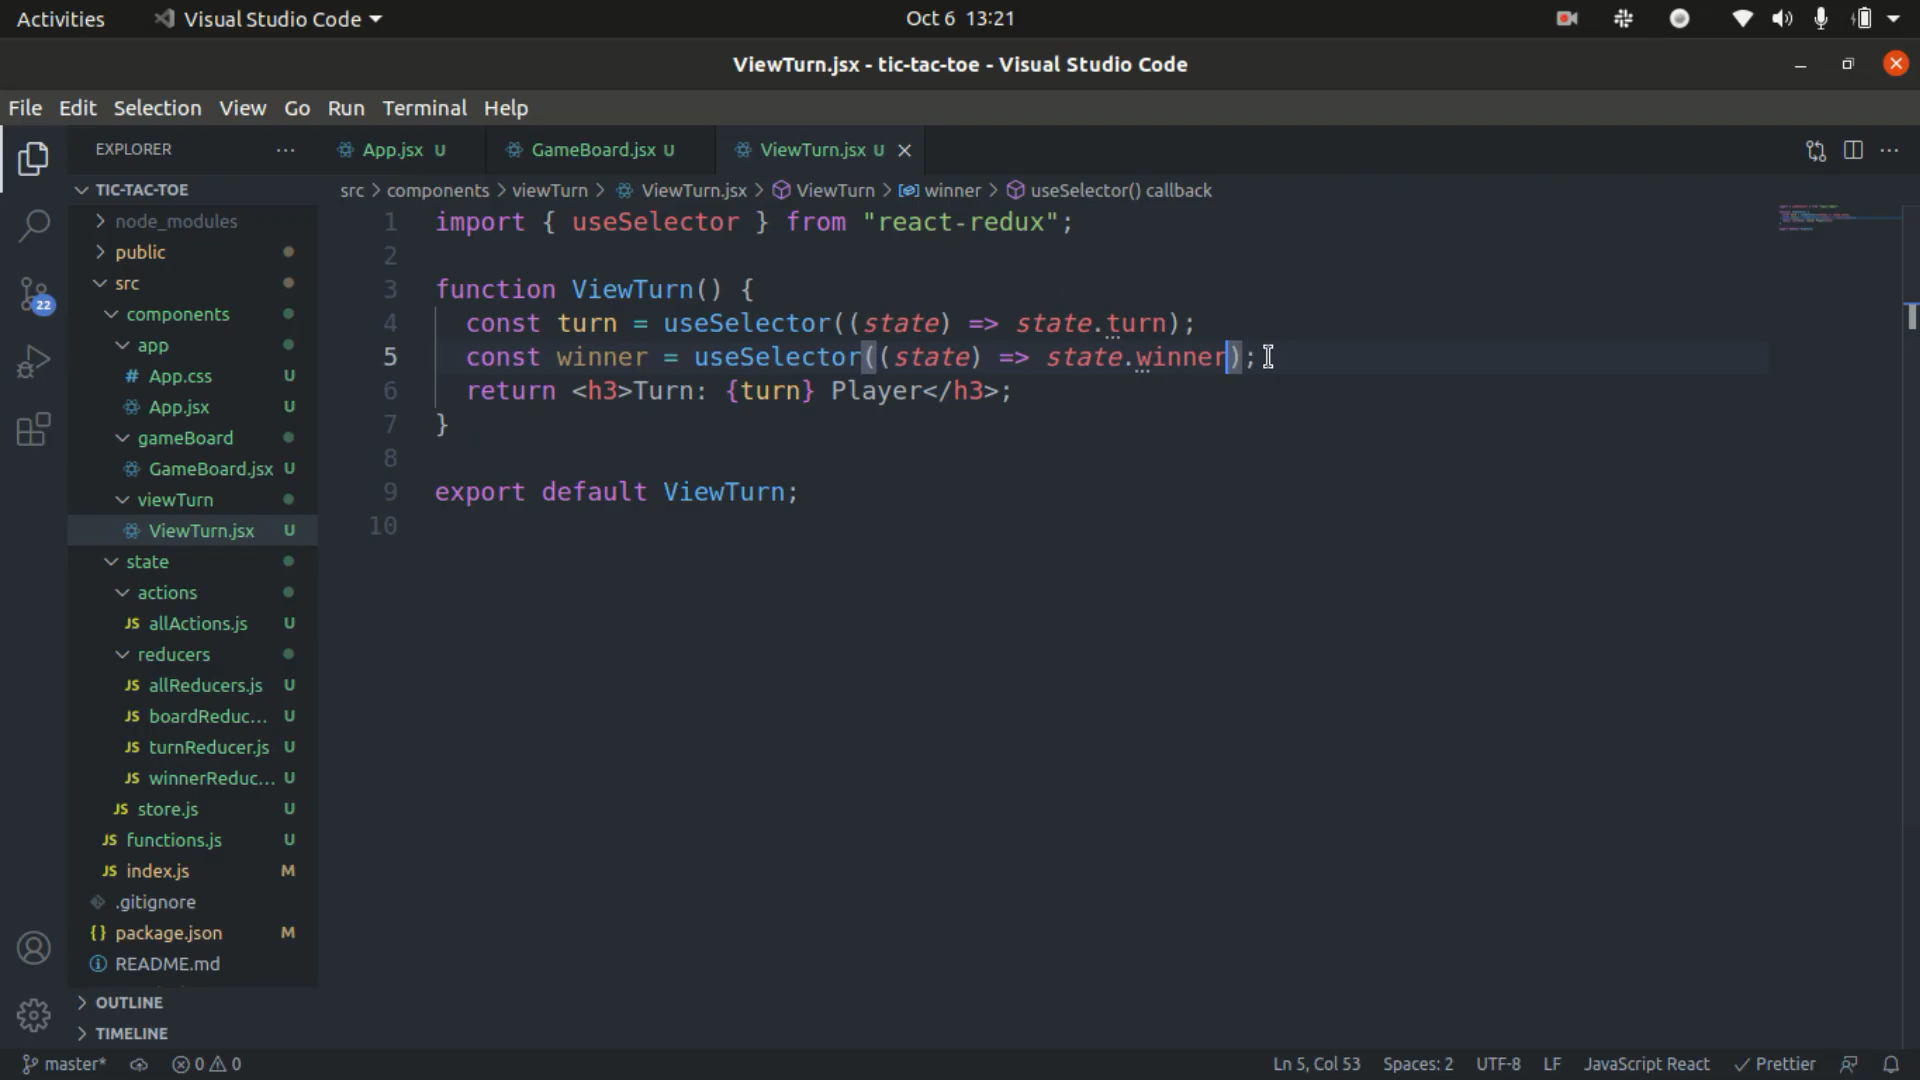 Activities
Visual Studio Code
Oct 6 13:21
ViewTurn.jsx - tic-tac-toe - Visual Studio Code
File Edit Selection View Go Run Terminal Help
EXPLORER
App.jsx U
GameBoard.jsx U
ViewTurn.jsx U
src > components > viewTurn > ViewTurn.jsx > ViewTurn > winner > useSelector() callback
TIC-TAC-TOE
node_modules
public
src
components
app
App.css U
App.jsx U
gameBoard
GameBoard.jsx U
viewTurn
ViewTurn.jsx U
state
actions
allActions.js U
reducers
allReducers.js U
boardReduc... U
turnReducer.js U
winnerReduc... U
store.js U
functions.js U
index.js M
.gitignore
package.json M
README.md
OUTLINE
TIMELINE
22
1 import { useSelector } from "react-redux";
2
3 function ViewTurn() {
4 const turn = useSelector((state) => state.turn);
5 const winner = useSelector((state) => state.winner);
6 return <h3>Turn: {turn} Player</h3>;
7 }
8
9 export default ViewTurn;
10
master* 0 0 Ln 5, Col 53 Spaces: 2 UTF-8 LF JavaScript React Prettier